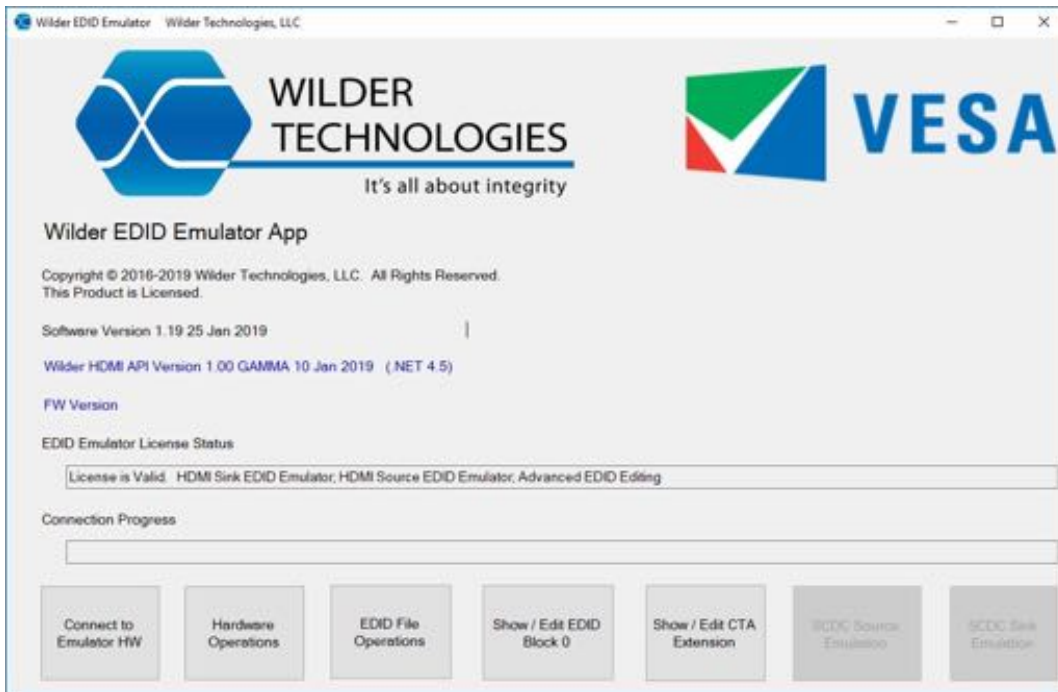 Wilder EDID Emulator Wilder Technologies, LLC
WILDER
TECHNOLOGIES
It's all about integrity
VESA
Wilder EDID Emulator App
Copyright © 2016-2019 Wilder Technologies, LLC. All Rights Reserved.
This Product is Licensed.
Software Version 1.19 25 Jan 2019
Wilder HDMI API Version 1.00 GAMMA 10 Jan 2019 (.NET 4.5)
FW Version
EDID Emulator License Status
License is Valid. HDMI Sink EDID Emulator; HDMI Source EDID Emulator; Advanced EDID Editing
Connection Progress
Connect to
Emulator HW
Hardware
Operations
EDID File
Operations
Show / Edit EDID
Block 0
Show / Edit CTA
Extension
SCDC Source
Emulation
SCDC Sink
Emulation